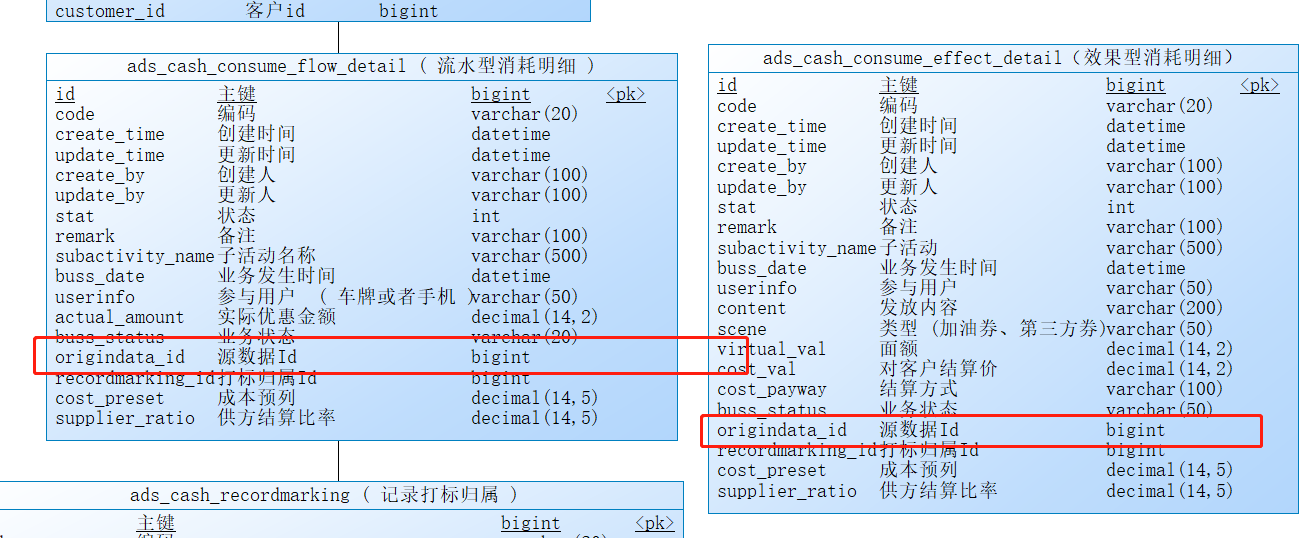 customer_id 客户id bigint
ads_cash_consume_flow_detail ( 流水型消耗明细 )
id 主键 bigint <pk>
code 编码 varchar(20)
create_time 创建时间 datetime
update_time 更新时间 datetime
create_by 创建人 varchar(100)
update_by 更新人 varchar(100)
stat 状态 int
remark 备注 varchar(100)
subactivity_name 子活动名称 varchar(500)
buss_date 业务发生时间 datetime
userinfo 参与用户 ( 车牌或者手机 ) varchar(50)
actual_amount 实际优惠金额 decimal(14,2)
buss_status 业务状态 varchar(20)
origindata_id 源数据Id bigint
recordmarking_id 打标归属Id bigint
cost_preset 成本预列 decimal(14,5)
supplier_ratio 供方结算比率 decimal(14,5)
ads_cash_consume_effect_detail（效果型消耗明细）
id 主键 bigint <pk>
code 编码 varchar(20)
create_time 创建时间 datetime
update_time 更新时间 datetime
create_by 创建人 varchar(100)
update_by 更新人 varchar(100)
stat 状态 int
remark 备注 varchar(100)
subactivity_name 子活动 varchar(500)
buss_date 业务发生时间 datetime
userinfo 参与用户 varchar(50)
content 发放内容 varchar(200)
scene 类型（加油券、第三方券) varchar(50)
virtual_val 面额 decimal(14,2)
cost_val 对客户结算价 decimal(14,2)
cost_payway 结算方式 varchar(100)
buss_status 业务状态 varchar(50)
origindata_id 源数据Id bigint
recordmarking_id 打标归属Id bigint
cost_preset 成本预列 decimal(14,5)
supplier_ratio 供方结算比率 decimal(14,5)
ads_cash_recordmarking ( 记录打标归属 )
主键 bigint <pk>